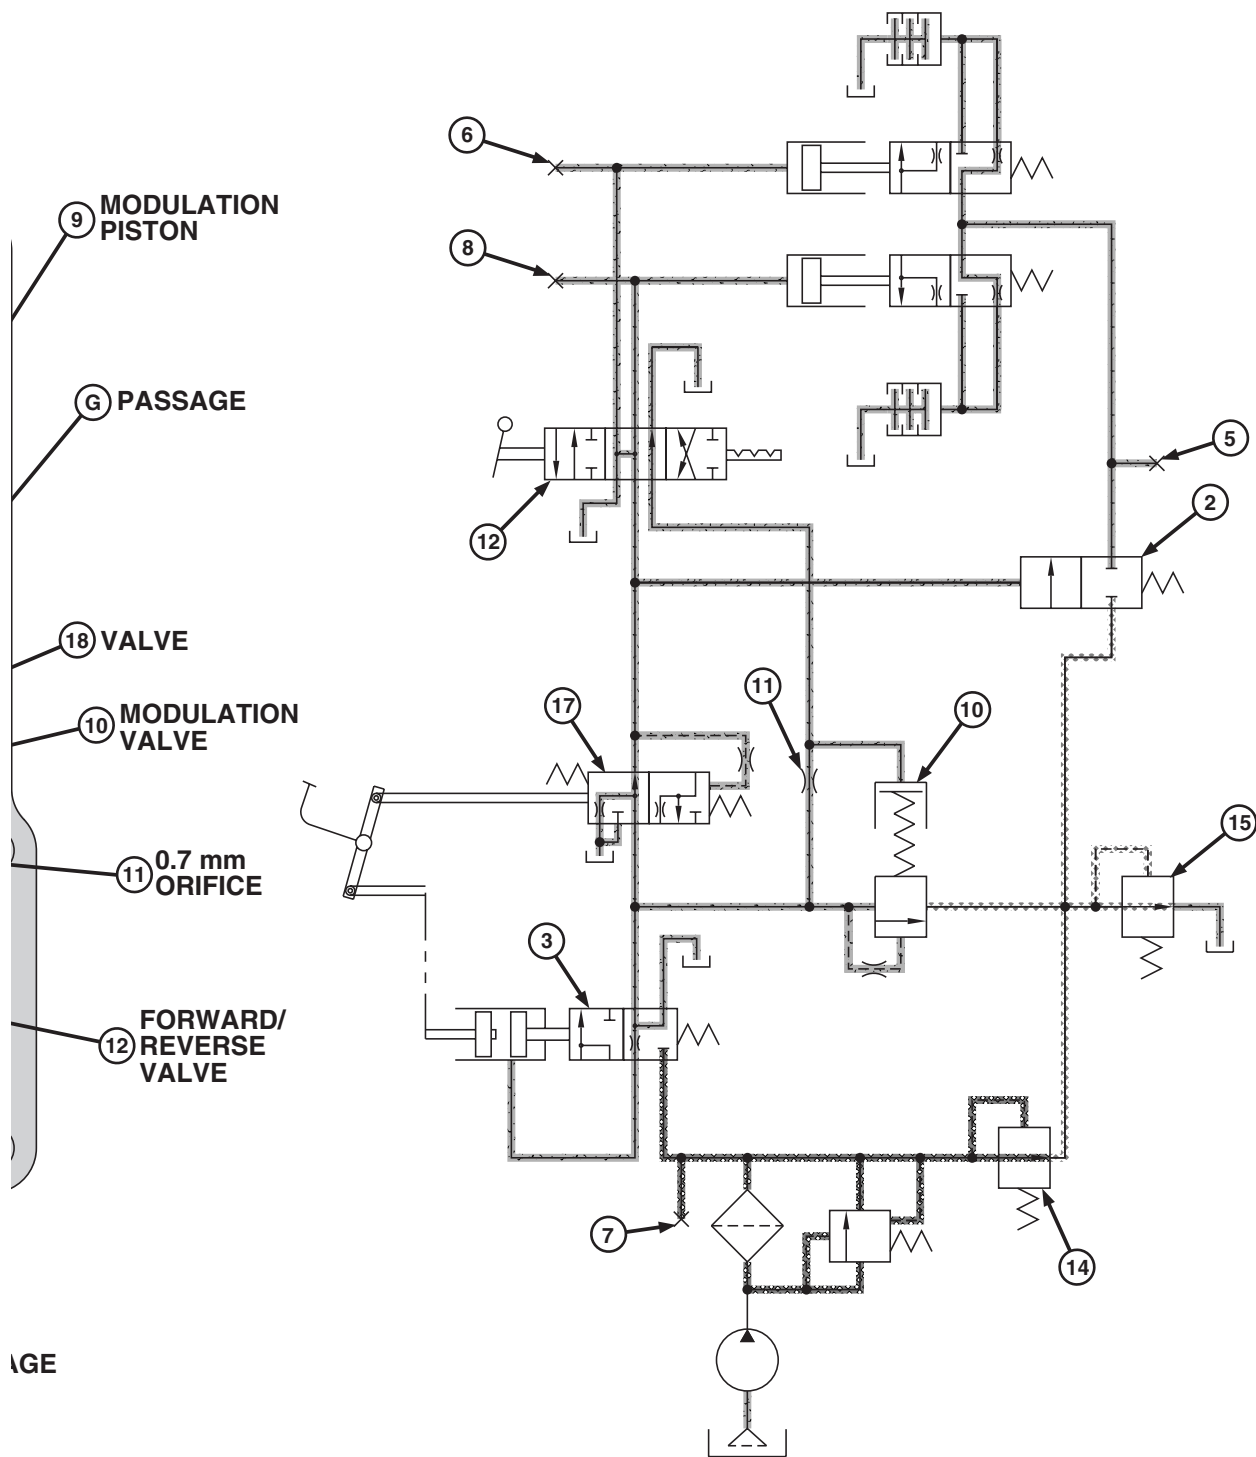 9 MODULATION
PISTON
G PASSAGE
18 VALVE
10 MODULATION
VALVE
11 0.7 mm
ORIFICE
12 FORWARD/
REVERSE
VALVE
AGE
6
8
12
5
2
17
11
10
15
3
7
14